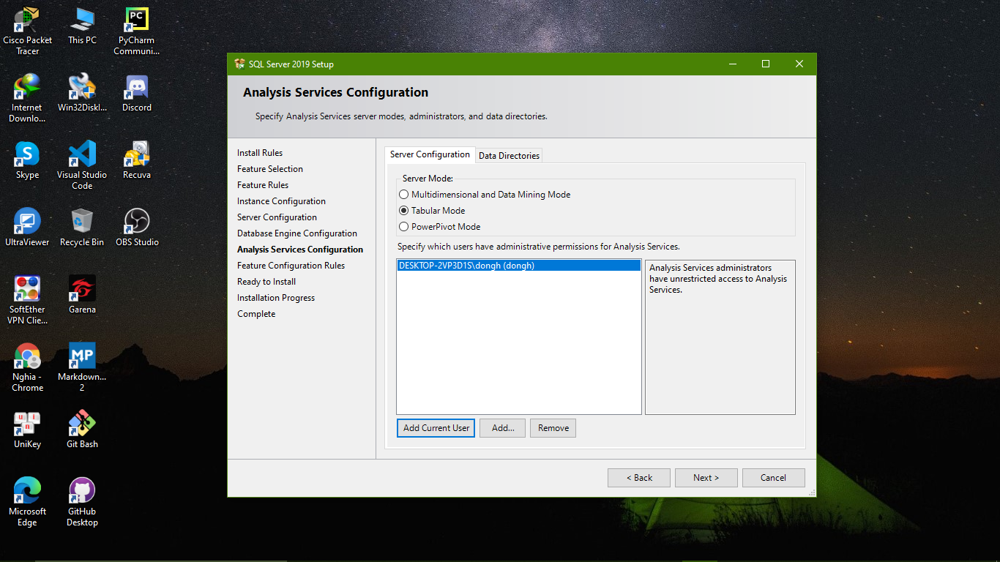 Cisco Packet
Tracer
This PC
PC
PyCharm
Communi...
Internet
Downlo...
Win32DiskI...
Discord
Skype
Visual Studio
Code
Recuva
UltraViewer
Recycle Bin
OBS Studio
SoftEther
VPN Clie...
Garena
Nghia -
Chrome
MP
Markdown...
2
UniKey
Git Bash
Microsoft
Edge
GitHub
Desktop
SQL Server 2019 Setup
Analysis Services Configuration
Specify Analysis Services server modes, administrators, and data directories.
Install Rules
Feature Selection
Feature Rules
Instance Configuration
Server Configuration
Database Engine Configuration
Analysis Services Configuration
Feature Configuration Rules
Ready to Install
Installation Progress
Complete
Server Configuration
Data Directories
Server Mode:
Multidimensional and Data Mining Mode
Tabular Mode
PowerPivot Mode
Specify which users have administrative permissions for Analysis Services.
DESKTOP-2VP3D1S\dongh (dongh)
Analysis Services administrators
have unrestricted access to Analysis
Services.
Add Current User
Add...
Remove
< Back
Next >
Cancel